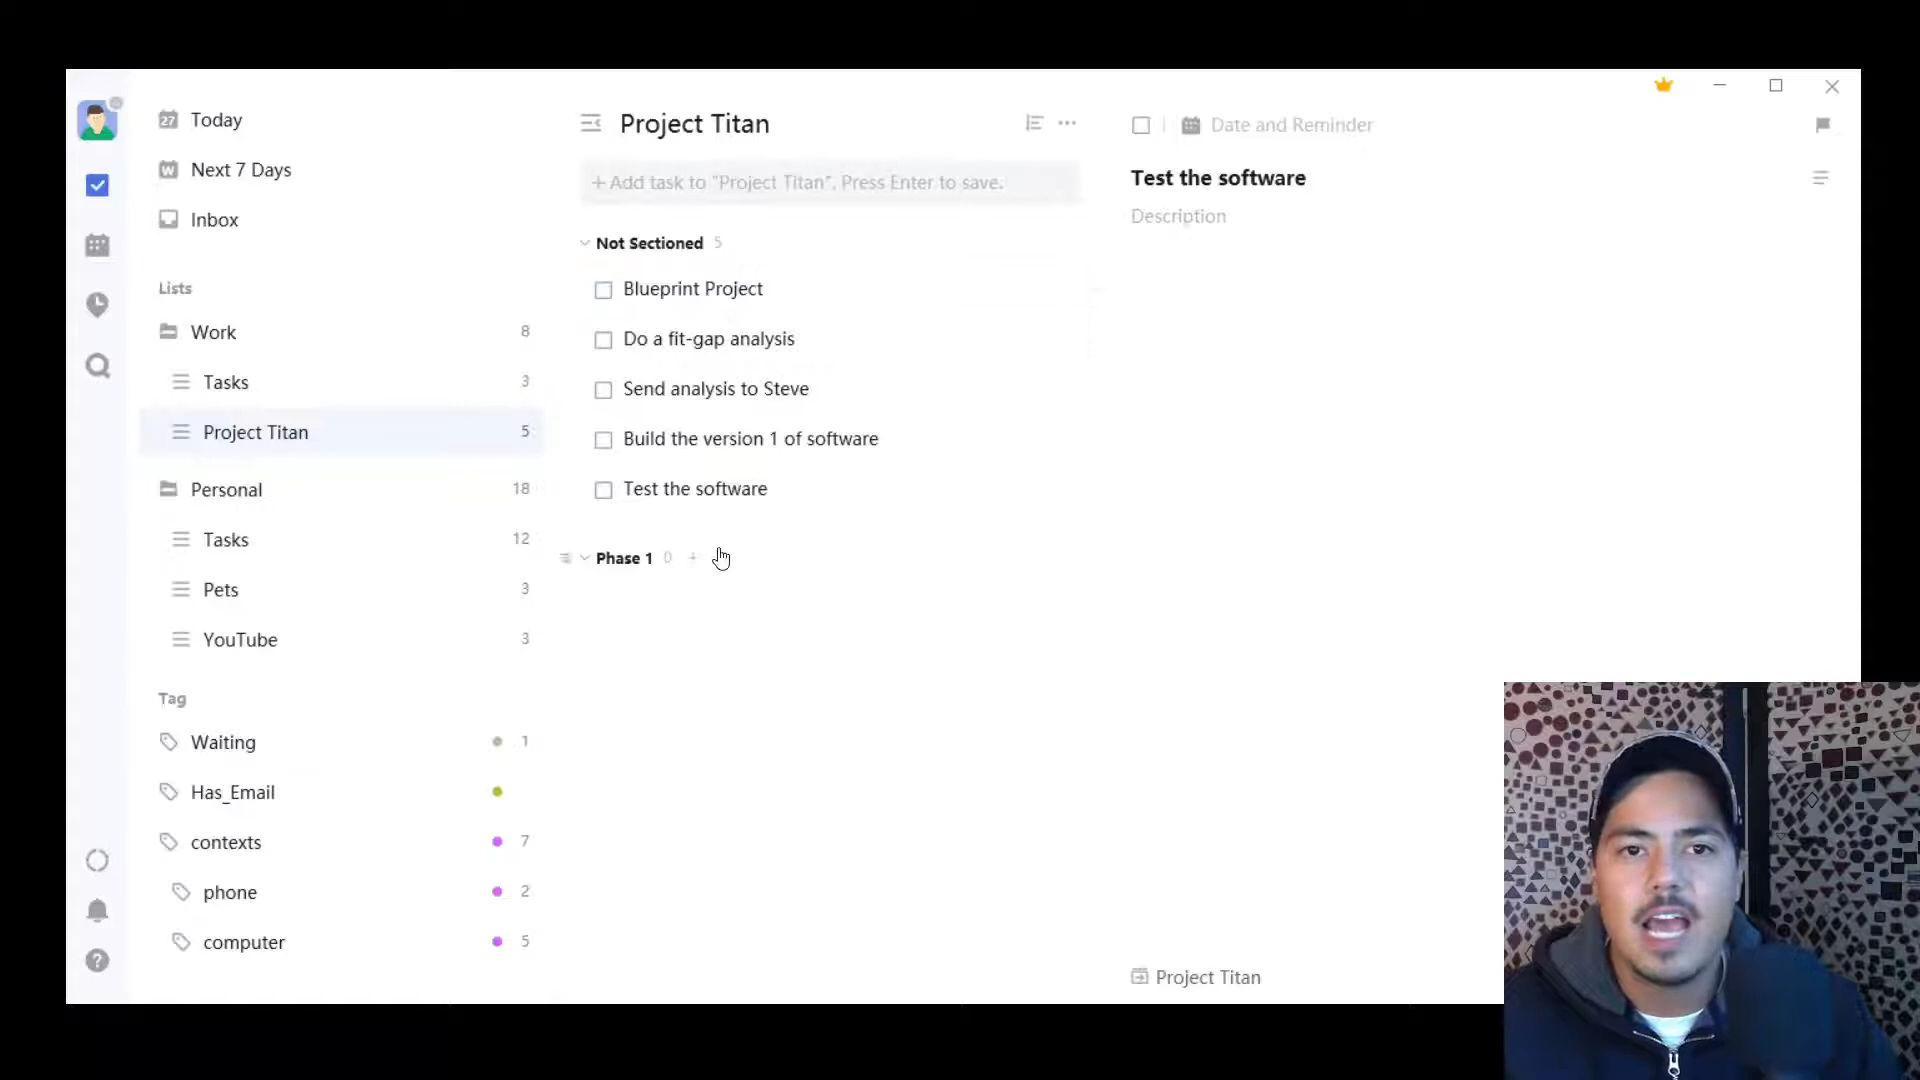 27 Today
W Next 7 Days
Inbox
Lists
Work 8
Tasks 3
Project Titan 5
Personal 18
Tasks 12
Pets 3
YouTube 3
Tag
Waiting 1
Has_Email
contexts 7
phone 2
computer 5
Project Titan
+ Add task to "Project Titan". Press Enter to save.
Not Sectioned 5
Blueprint Project
Do a fit-gap analysis
Send analysis to Steve
Build the version 1 of software
Test the software
Phase 1 0 +
Date and Reminder
Test the software
Description
Project Titan